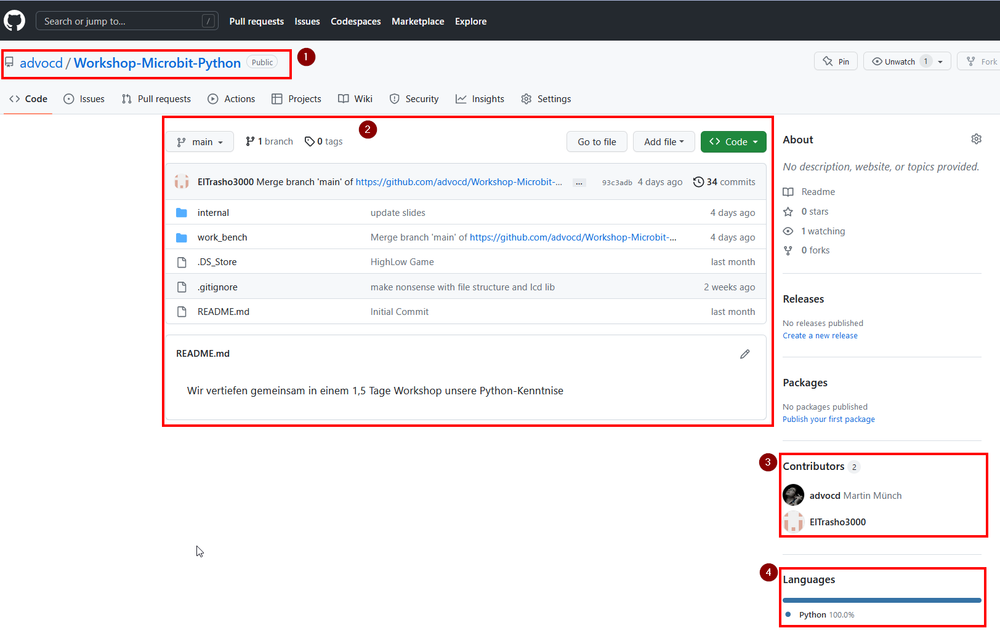 Search or jump to... / Pull requests Issues Codespaces Marketplace Explore
advocd / Workshop-Microbit-Python Public 1
Pin Unwatch 1 Fork
Code Issues Pull requests Actions Projects Wiki Security Insights Settings
2
main 1 branch 0 tags Go to file Add file Code
ElTrasho3000 Merge branch 'main' of https://github.com/advocd/Workshop-Microbit-... ... 93c3adb 4 days ago 34 commits
internal update slides 4 days ago
work_bench Merge branch 'main' of https://github.com/advocd/Workshop-Microbit-... 4 days ago
.DS_Store HighLow Game last month
.gitignore make nonsense with file structure and lcd lib 2 weeks ago
README.md Initial Commit last month
README.md
Wir vertiefen gemeinsam in einem 1,5 Tage Workshop unsere Python-Kenntnise
About
No description, website, or topics provided.
Readme
0 stars
1 watching
0 forks
Releases
No releases published
Create a new release
Packages
No packages published
Publish your first package
3
Contributors 2
advocd Martin Münch
ElTrasho3000
4
Languages
Python 100.0%